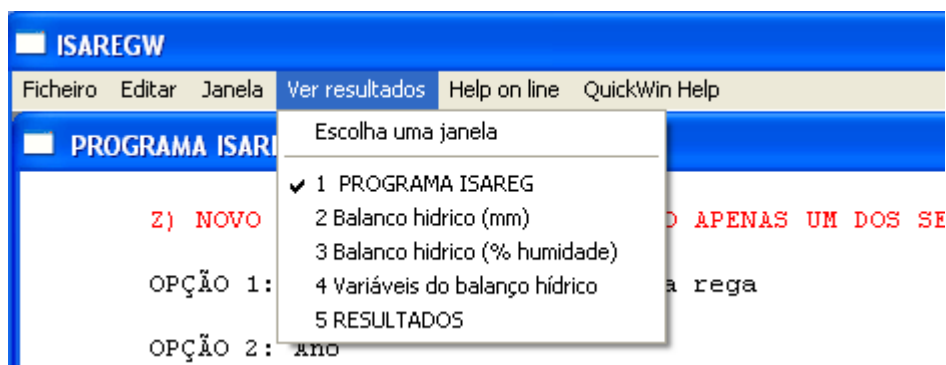 ISAREGW
Ficheiro Editar Janela Ver resultados Help on line QuickWin Help
Escolha uma janela
PROGRAMA ISARE
1 PROGRAMA ISAREG
2 Balanco hidrico (mm)
3 Balanco hidrico (% humidade)
4 Variáveis do balanço hídrico
5 RESULTADOS
Z) NOVO O APENAS UM DOS SE
OPÇÃO 1: a rega
OPÇÃO 2: Ano